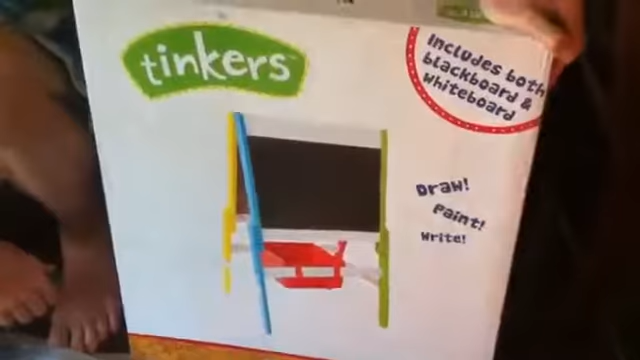 tinkers
Includes both
blackboard &
whiteboard
Draw!
Paint!
Write!